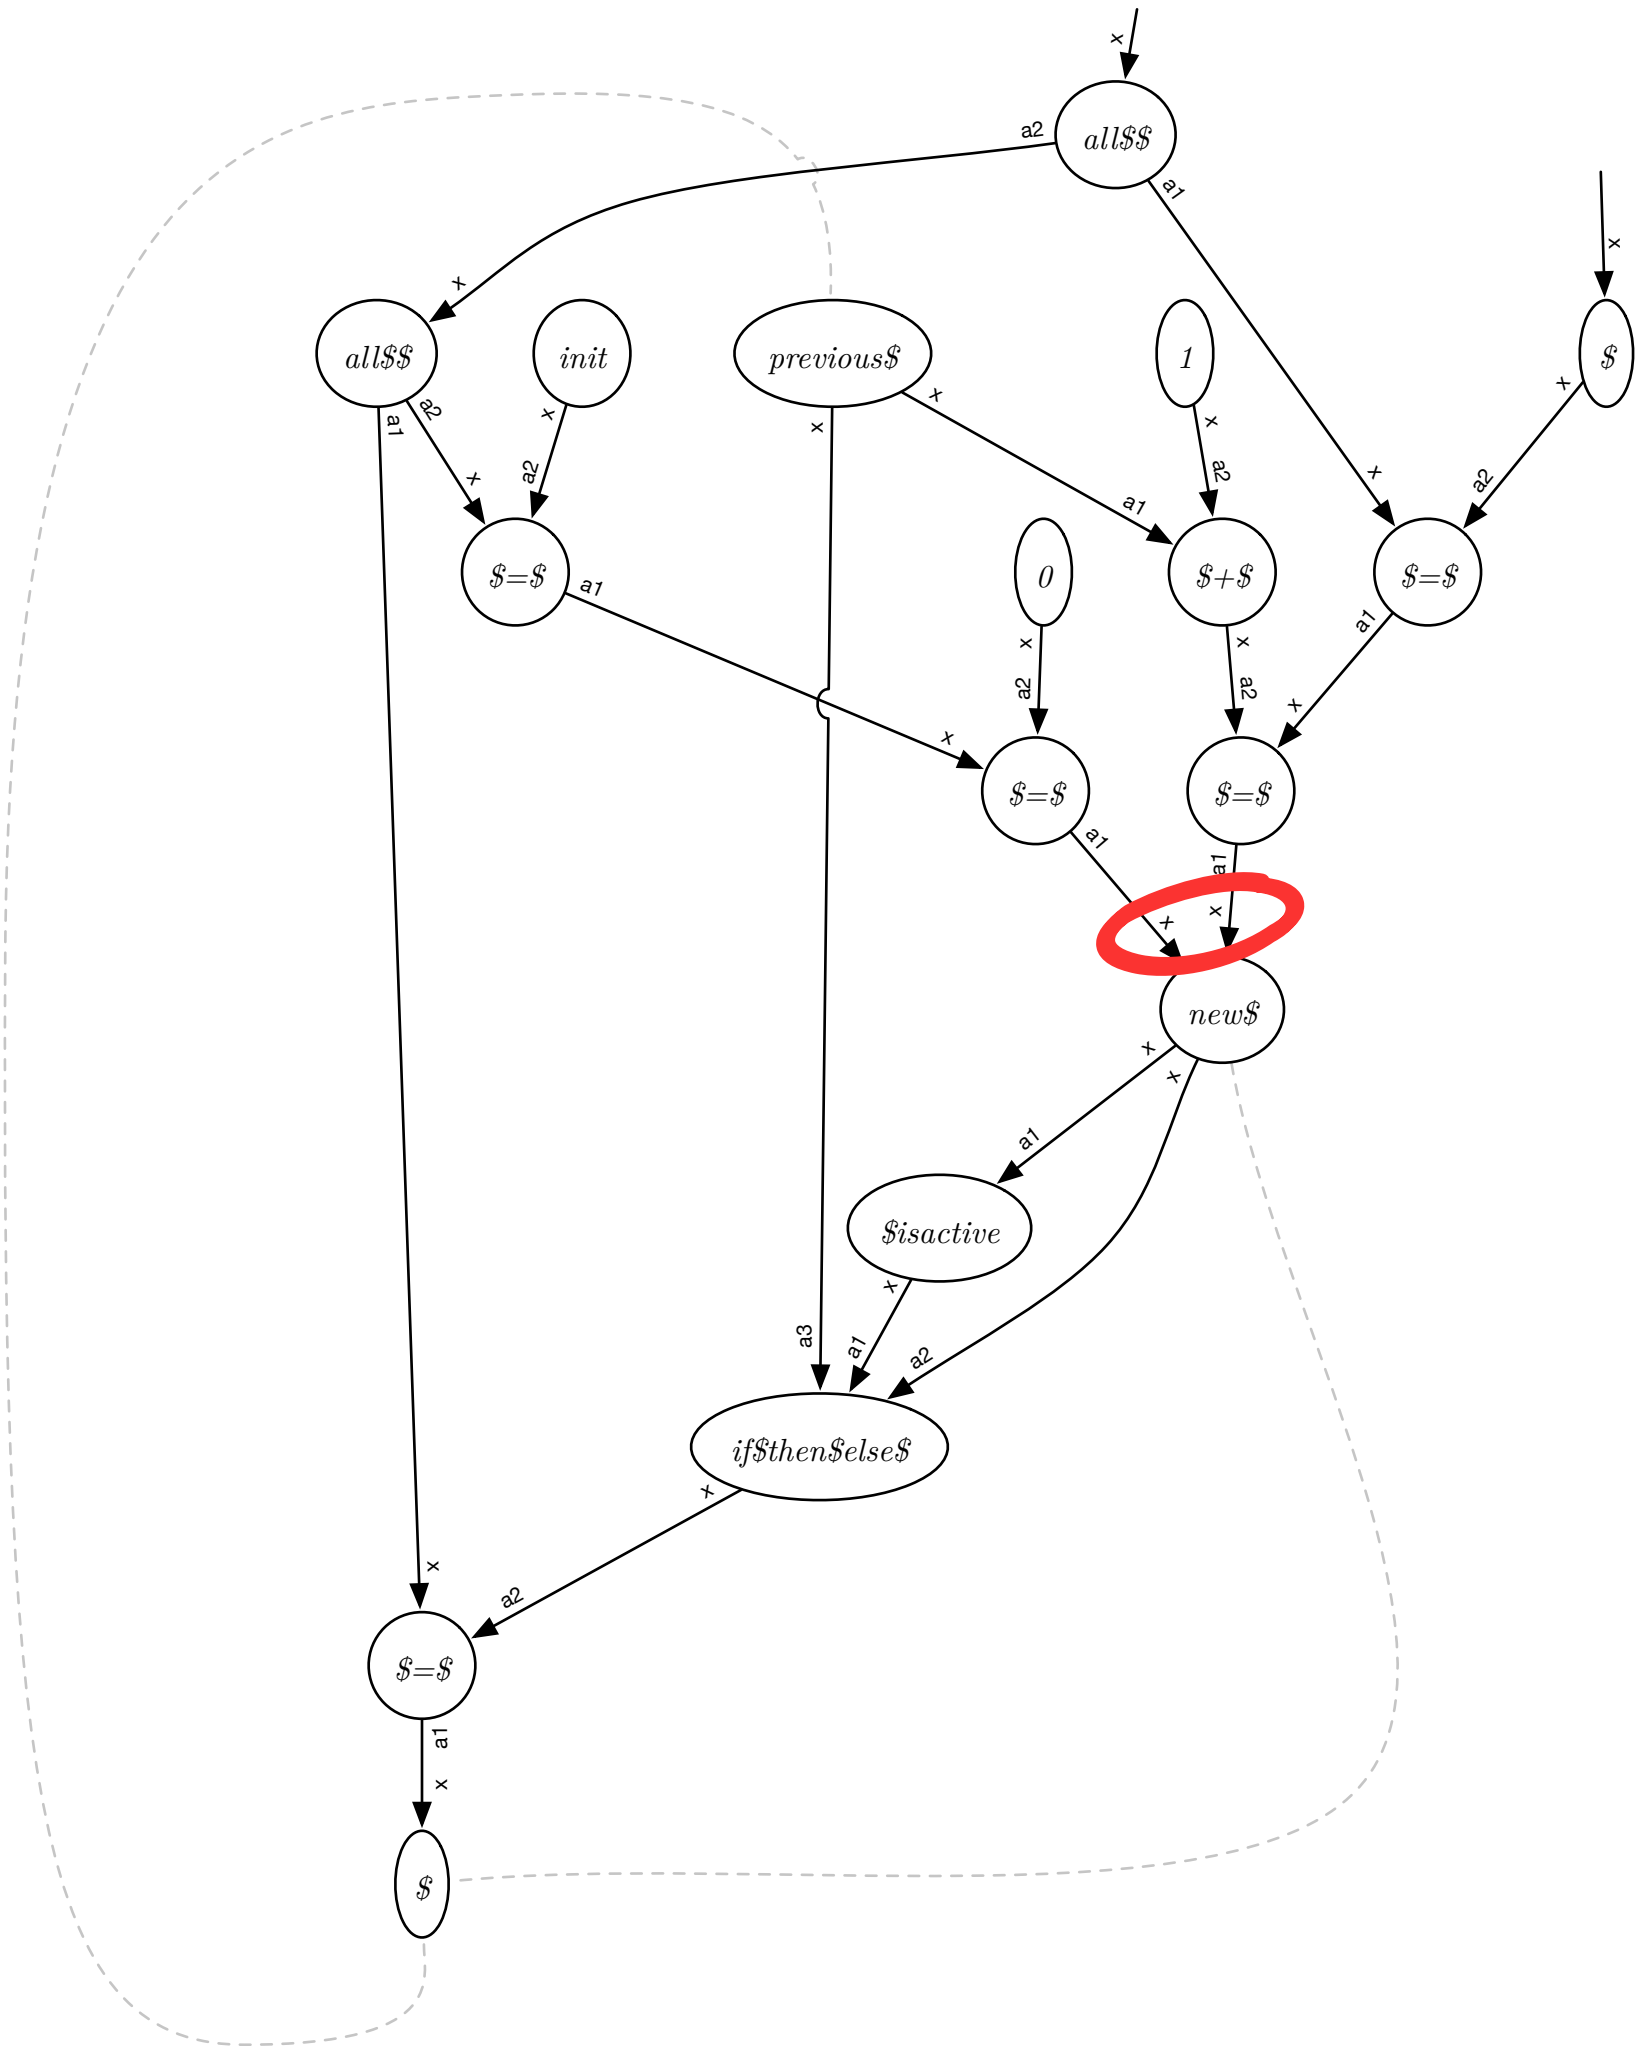 x
all$$
a2
a1
x
x
all$$
init
previous$
1
$
x
x
x
x
a1
a2
x
x
a2
a1
a2
x
a2
$=$
0
$+$
$=$
a1
x
x
a1
a2
a2
x
x
$=$
$=$
a1
a1
x
x
new$
x
x
a1
$isactive
x
a3
a1
a2
if$then$else$
x
x
a2
$=$
a1
x
$